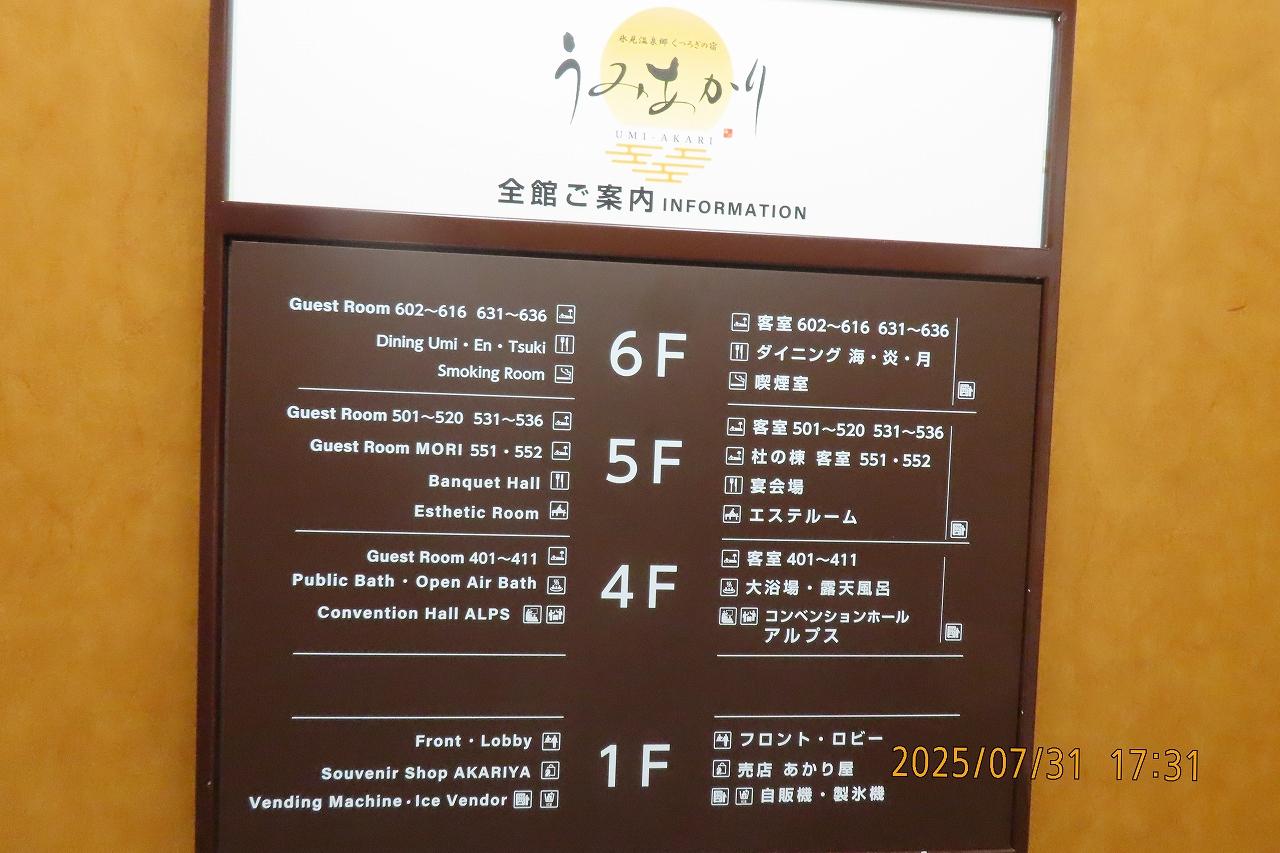 氷見温泉郷 くつろぎの宿
うみあかり
UMI-AKARI
全館ご案内 INFORMATION
Guest Room 602～616 631～636
Dining Umi・En・Tsuki
Smoking Room
6F
客室 602～616 631～636
ダイニング 海・炎・月
喫煙室
Guest Room 501～520 531～536
Guest Room MORI 551・552
Banquet Hall
Esthetic Room
5F
客室 501～520 531～536
杜の棟 客室 551・552
宴会場
エステルーム
Guest Room 401～411
Public Bath・Open Air Bath
Convention Hall ALPS
4F
客室 401～411
大浴場・露天風呂
コンベンションホール
アルプス
Front・Lobby
Souvenir Shop AKARIYA
Vending Machine・Ice Vendor
1F
フロント・ロビー
売店 あかり屋
自販機・製氷機
2025/07/31 17:31